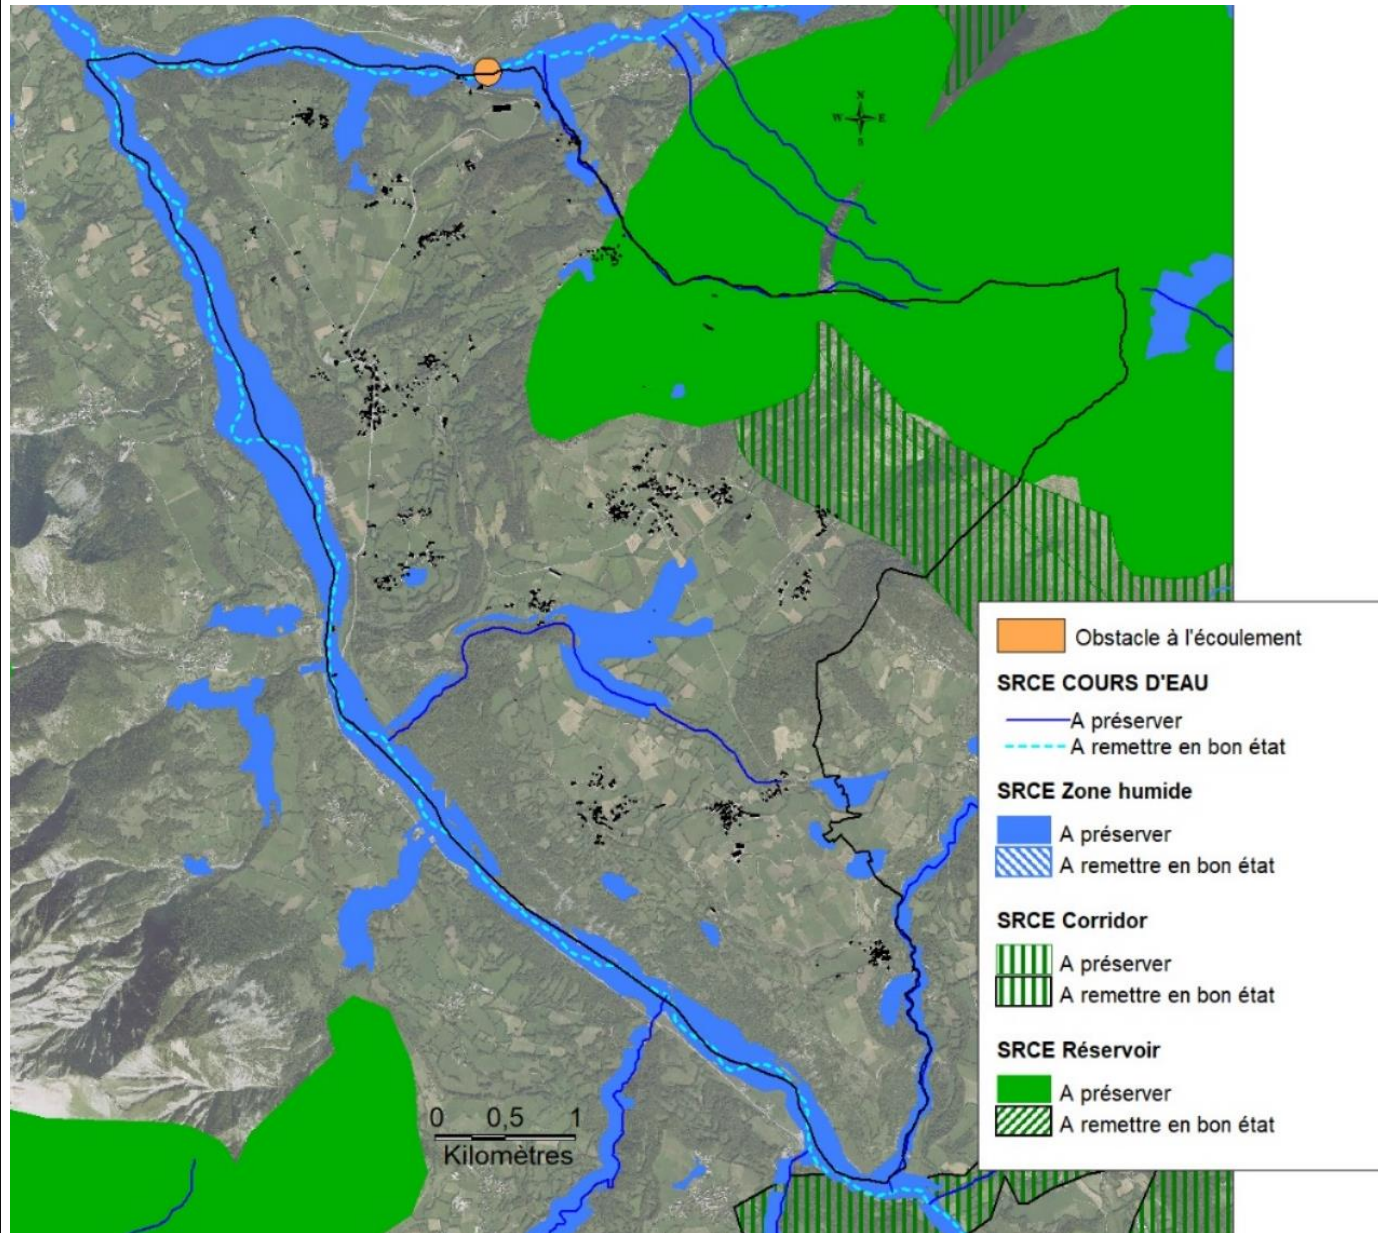 N
W E
S
Obstacle à l'écoulement
SRCE COURS D'EAU
A préserver
A remettre en bon état
SRCE Zone humide
A préserver
A remettre en bon état
SRCE Corridor
A préserver
A remettre en bon état
SRCE Réservoir
A préserver
A remettre en bon état
0 0,5 1
Kilomètres